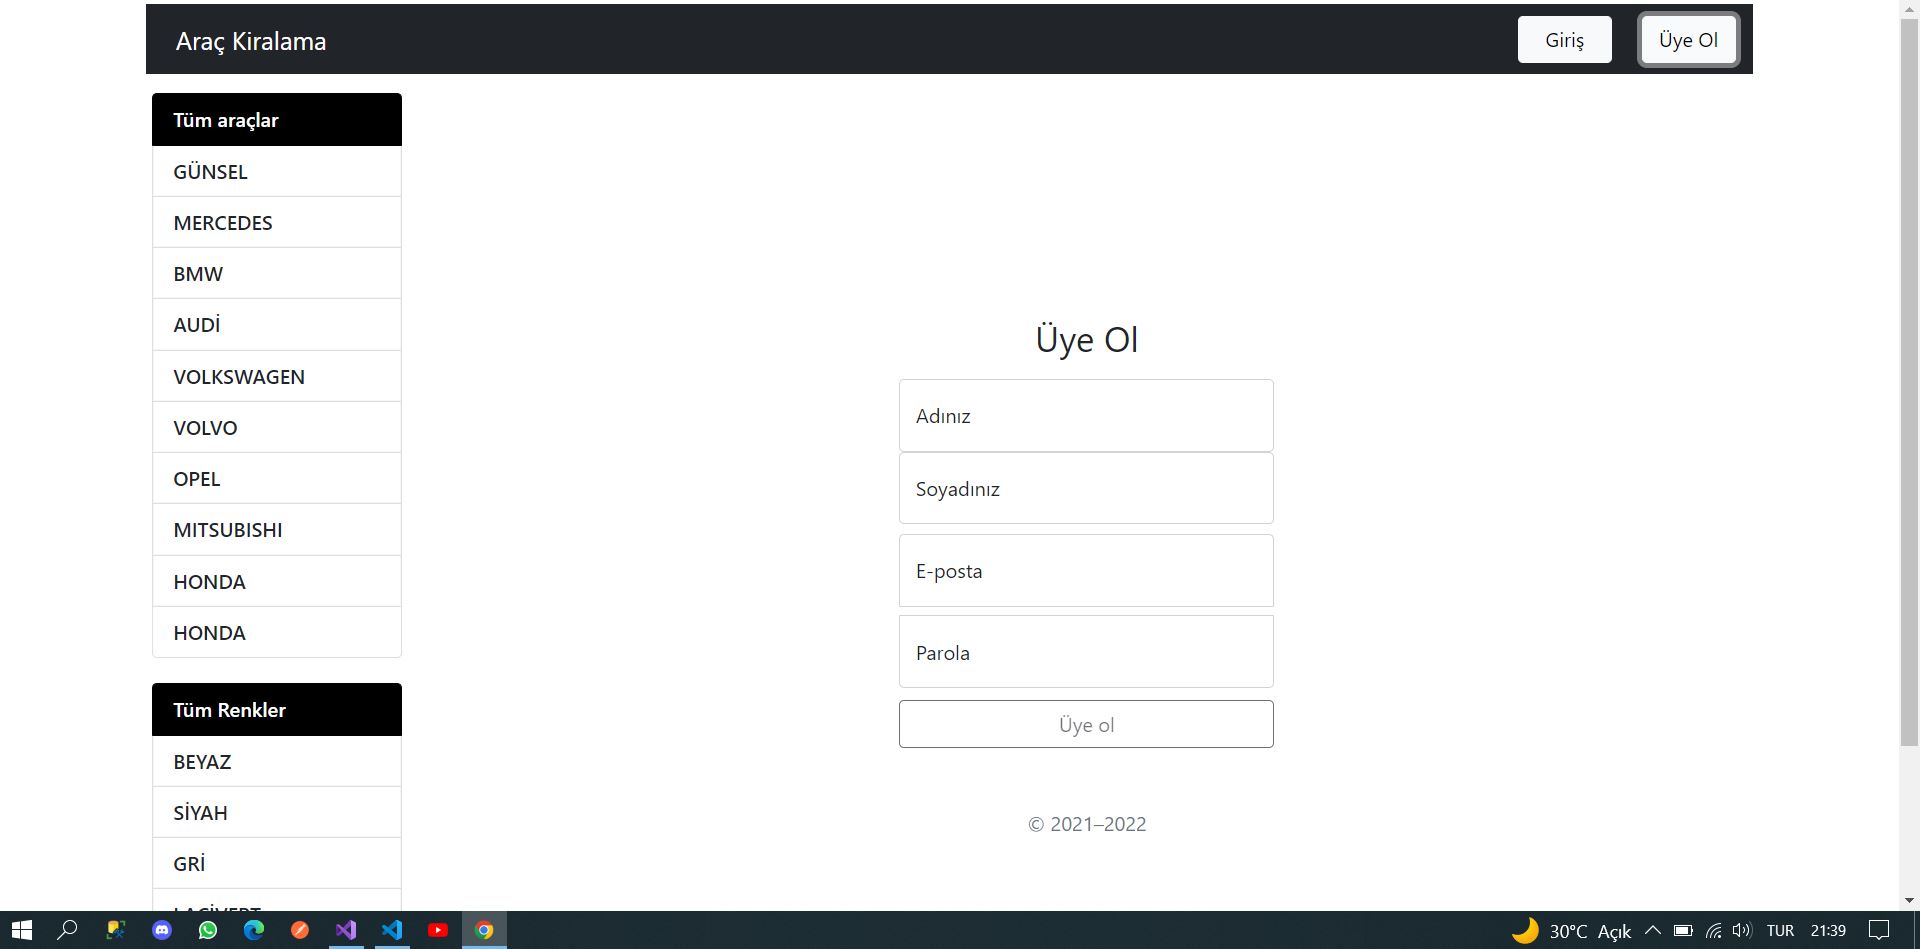 Araç Kiralama
Giriş
Üye Ol
Tüm araçlar
GÜNSEL
MERCEDES
BMW
AUDİ
VOLKSWAGEN
VOLVO
OPEL
MITSUBISHI
HONDA
HONDA
Tüm Renkler
BEYAZ
SİYAH
GRİ
Üye Ol
Adınız
Soyadınız
E-posta
Parola
Üye ol
© 2021–2022
30°C Açık
TUR
21:39